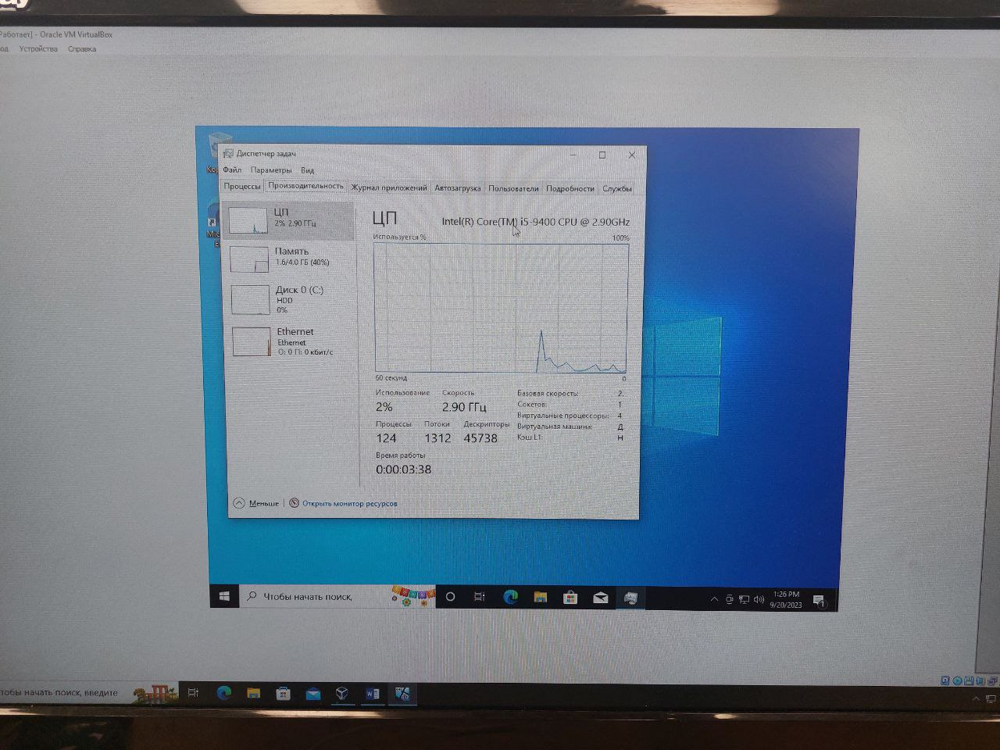 Работает] - Oracle VM VirtualBox
од Устройства Справка
Диспетчер задач
Файл Параметры Вид
Процессы Производительность Журнал приложений Автозагрузка Пользователи Подробности Службы
ЦП
2% 2.90 ГГц
Память
1.6/4.0 ГБ (40%)
Диск 0 (C:)
HDD
0%
Ethernet
Ethernet
О: 0 П: 0 кбит/с
ЦП Intel(R) Core(TM) i5-9400 CPU @ 2.90GHz
Используется % 100%
60 секунд 0
Использование Скорость
2% 2.90 ГГц
Процессы Потоки Дескрипторы
124 1312 45738
Время работы
0:00:03:38
Базовая скорость: 2.
Сокетов: 1
Виртуальные процессоры: 4
Виртуальная машина: Д
Кэш L1: Н
Меньше Открыть монитор ресурсов
Чтобы начать поиск,
1:26 PM
9/20/2023
1
тобы начать поиск, введите